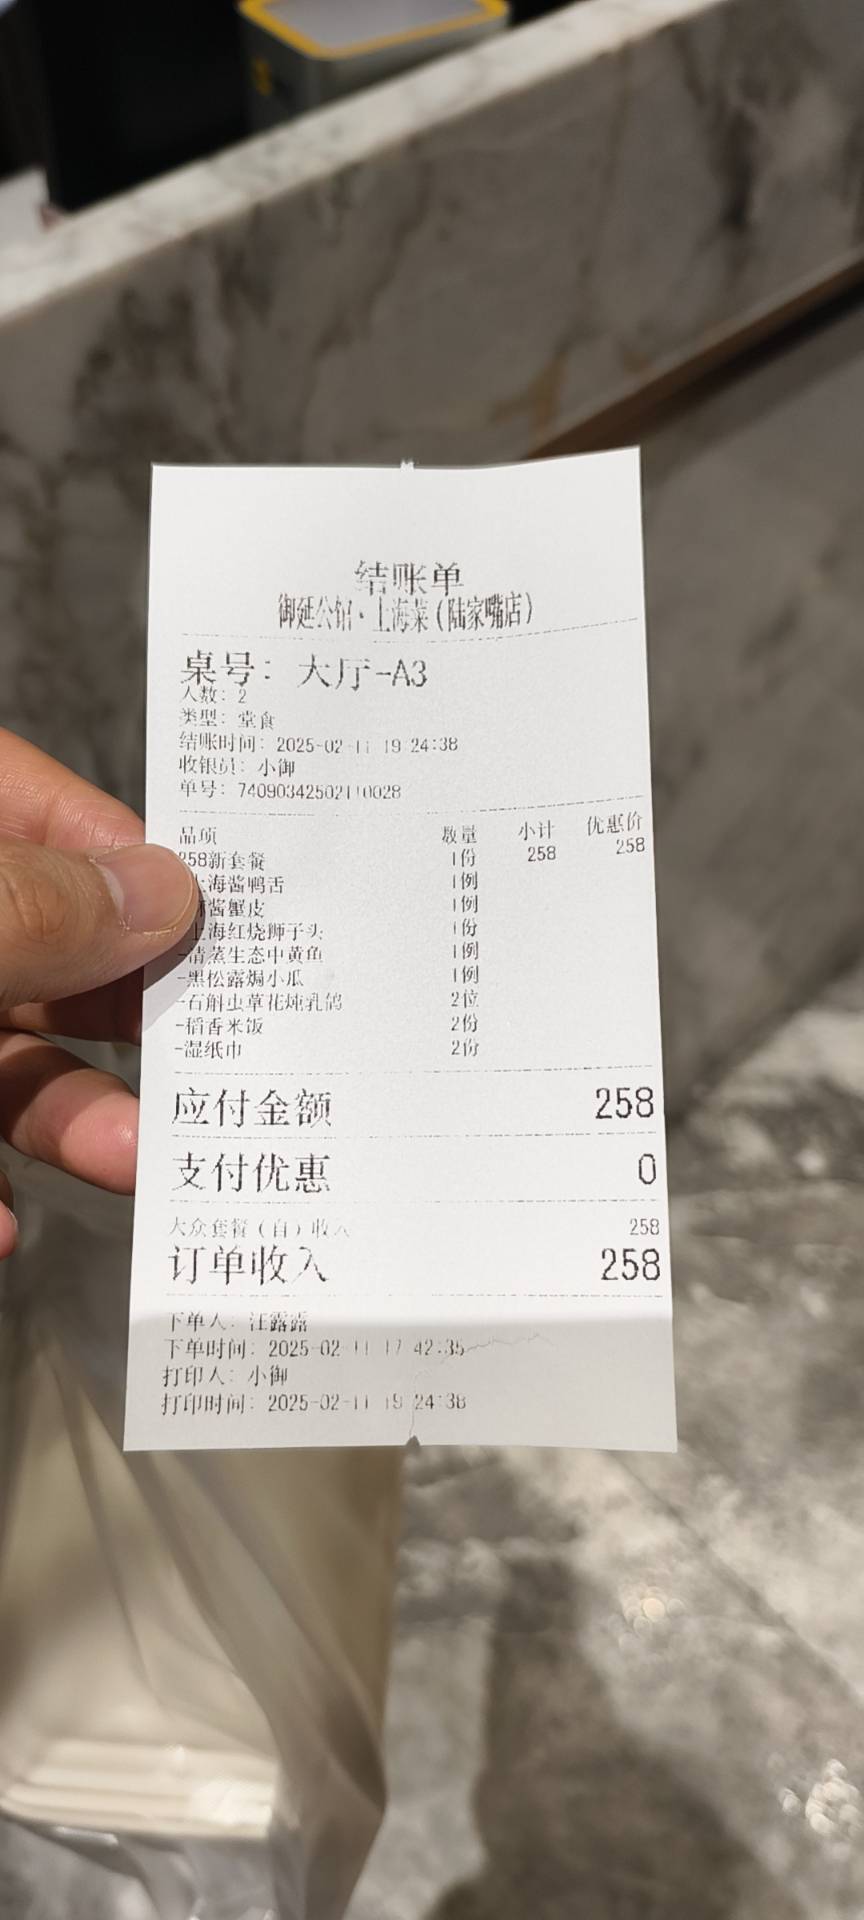 结账单
御延公馆·上海菜(陆家嘴店)
桌号: 大厅-A3
人数: 2
类型: 堂食
结账时间: 2025-02-11 19:24:38
收银员: 小御
单号: 74090342502110028
品项 数量 小计 优惠价
258新套餐 1份 258 258
上海酱鸭舌 1例
酱蟹皮 1例
上海红烧狮子头 1份
-清蒸生态中黄鱼 1例
-黑松露焗小瓜 1例
-石斛虫草花炖乳鸽 2位
-稻香米饭 2份
-湿纸巾 2份
应付金额 258
支付优惠 0
大众套餐(自)收入 258
订单收入 258
下单人: 汪露露
下单时间: 2025-02-11 17:42:35
打印人: 小御
打印时间: 2025-02-11 19:24:38